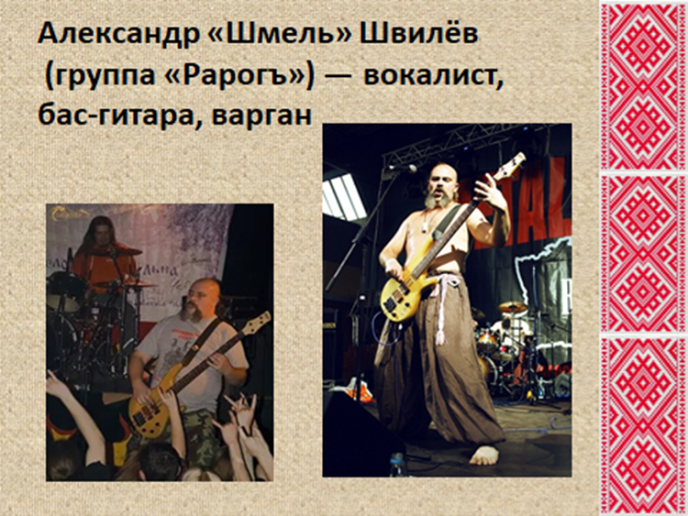 Александр «Шмель» Швилёв
(группа «Рарогъ») — вокалист,
бас-гитара, варган